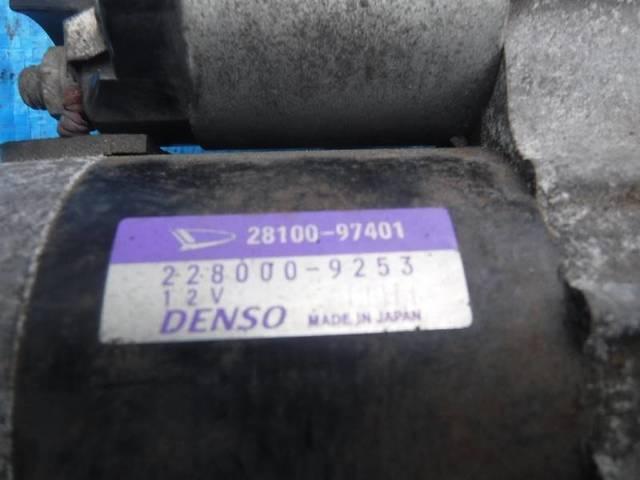 28100-97401
228000-9253
12V
DENSO MADE IN JAPAN